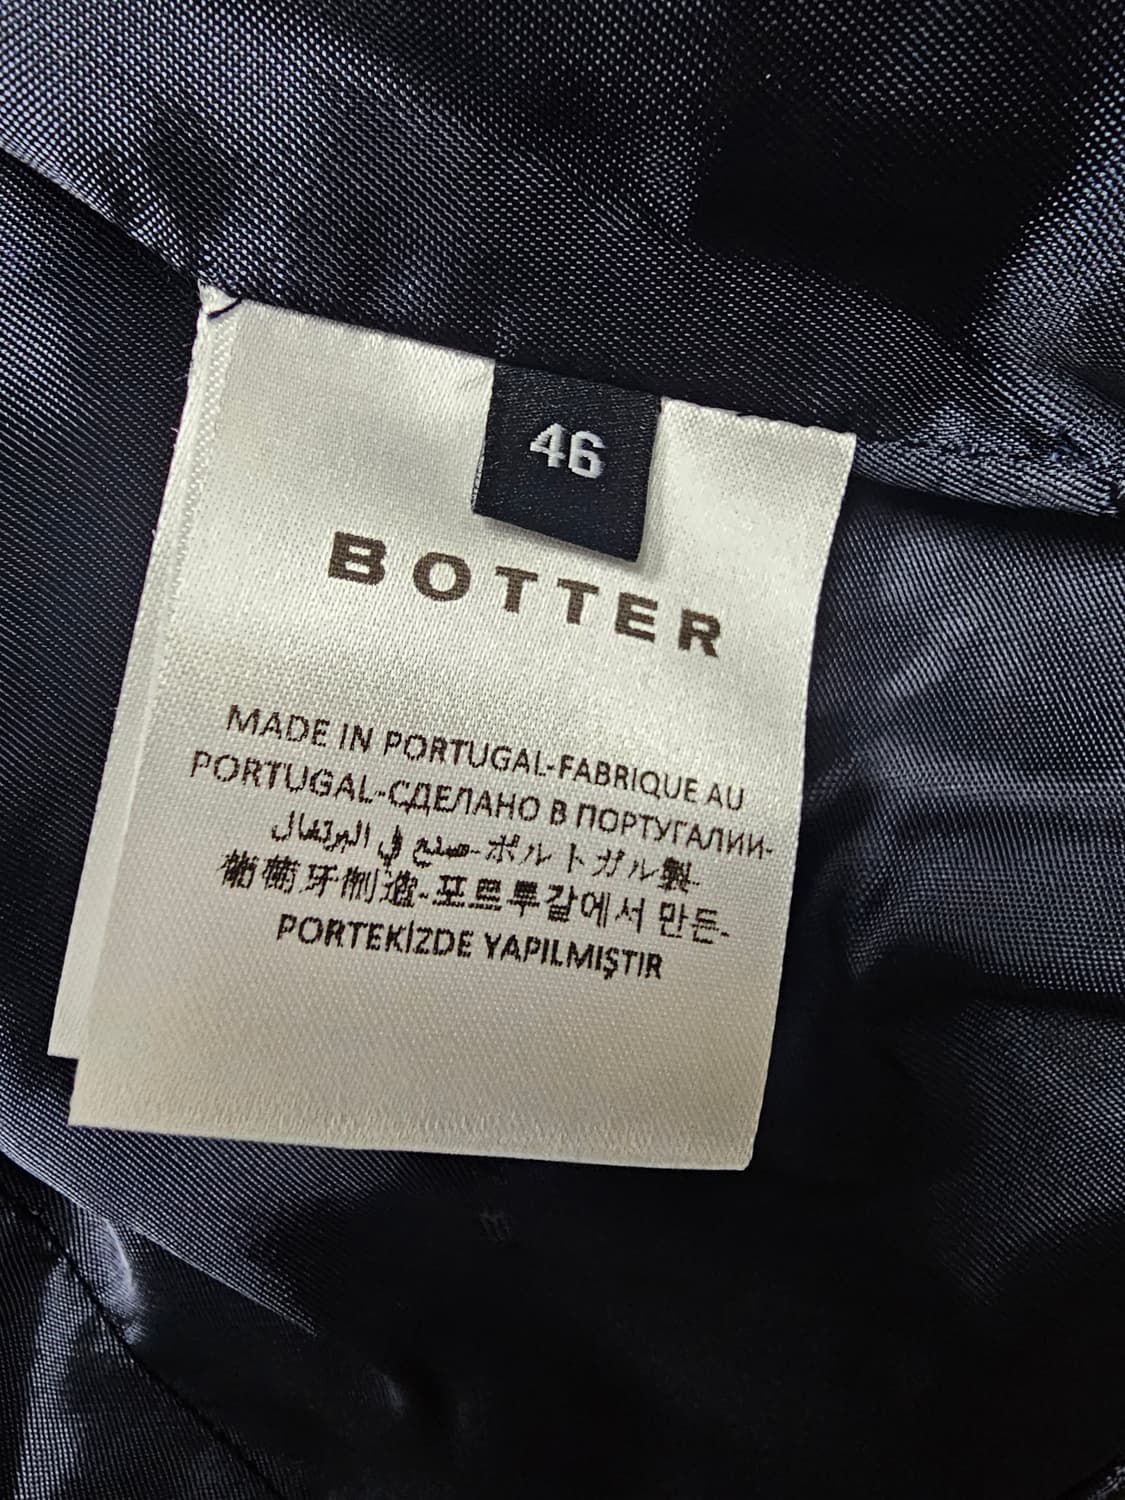 46
BOTTER
MADE IN PORTUGAL-FABRIQUE AU
PORTUGAL-СДЕЛАНО В ПОРТУГАЛИИ-
صنع في البرتغال-ポルトガル製-
葡萄牙制造-포르투갈에서 만든-
PORTEKİZDE YAPILMIŞTIR